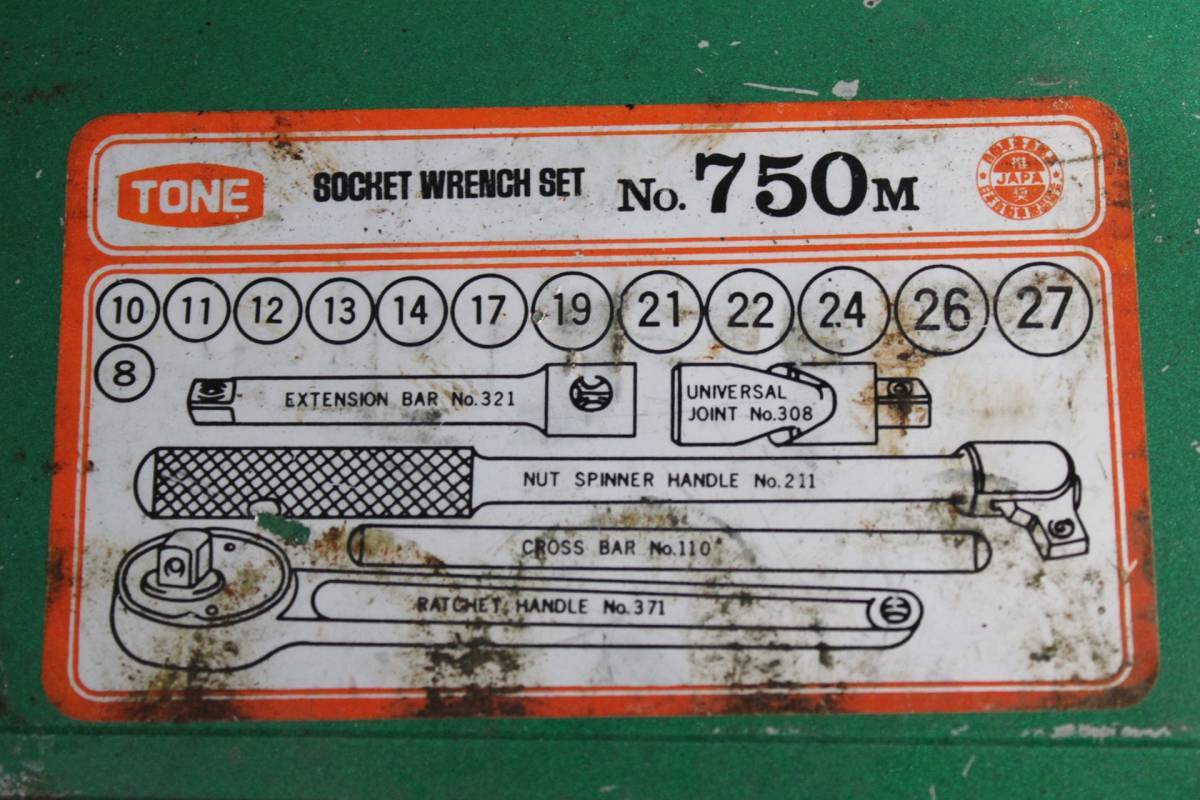 TONE SOCKET WRENCH SET No. 750M
JAPA
10 11 12 13 14 17 19 21 22 24 26 27
8
EXTENSION BAR No.321
UNIVERSAL
JOINT No.308
NUT SPINNER HANDLE No.211
CROSS BAR No.110
RATCHET HANDLE No.371